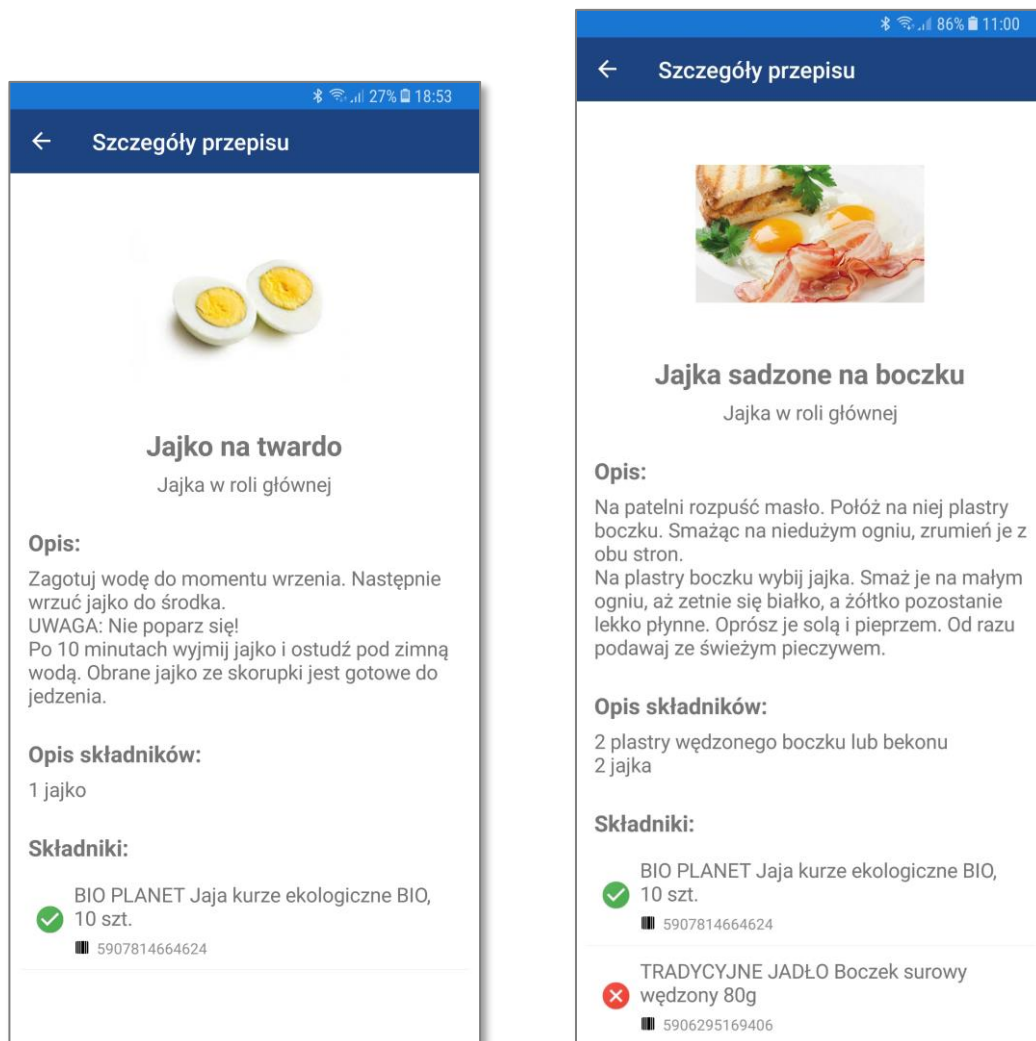 27% 18:53
Szczegóły przepisu
Jajko na twardo
Jajka w roli głównej
Opis:
Zagotuj wodę do momentu wrzenia. Następnie
wrzuć jajko do środka.
UWAGA: Nie poparz się!
Po 10 minutach wyjmij jajko i ostudź pod zimną
wodą. Obrane jajko ze skorupki jest gotowe do
jedzenia.
Opis składników:
1 jajko
Składniki:
BIO PLANET Jaja kurze ekologiczne BIO,
10 szt.
5907814664624
86% 11:00
Szczegóły przepisu
Jajka sadzone na boczku
Jajka w roli głównej
Opis:
Na patelni rozpuść masło. Połóż na niej plastry
boczku. Smażąc na niedużym ogniu, zrumień je z
obu stron.
Na plastry boczku wybij jajka. Smaż je na małym
ogniu, aż zetnie się białko, a żółtko pozostanie
lekko płynne. Oprósz je solą i pieprzem. Od razu
podawaj ze świeżym pieczywem.
Opis składników:
2 plastry wędzonego boczku lub bekonu
2 jajka
Składniki:
BIO PLANET Jaja kurze ekologiczne BIO,
10 szt.
5907814664624
TRADYCYJNE JADŁO Boczek surowy
wędzony 80g
5906295169406